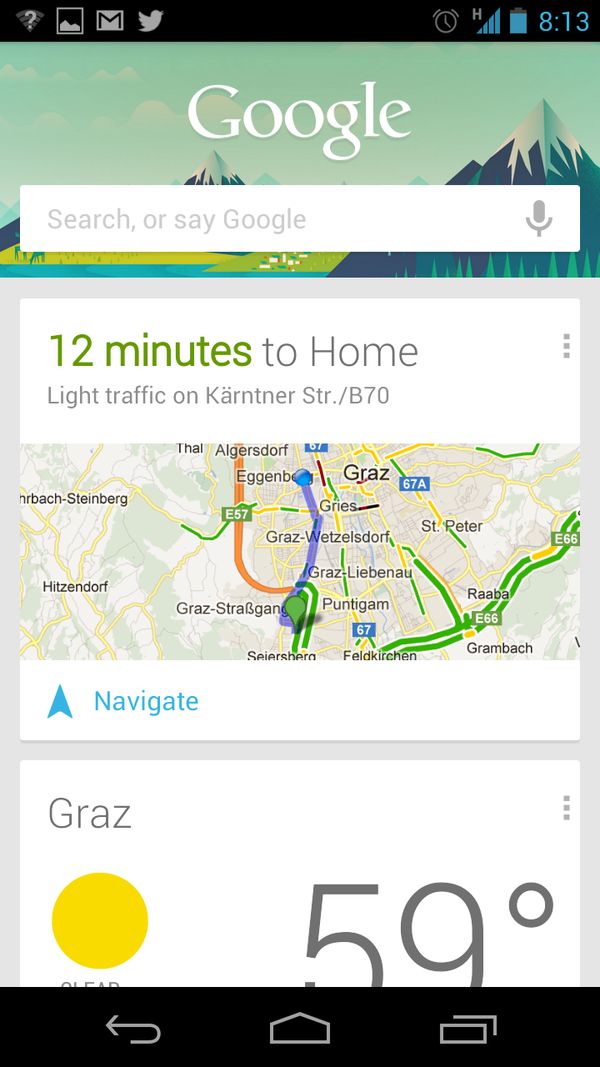 H 8:13
Google
Search, or say Google
12 minutes to Home
Light traffic on Kärntner Str./B70
Thal Algersdorf 67
Eggenbe Graz 67A
hrbach-Steinberg
E57 Gries
St. Peter
Graz-Wetzelsdorf E66
Hitzendorf Graz-Liebenau
Graz-Straßgang Puntigam Raaba
67 E66
Grambach
Seiersberg Feldkirchen
Navigate
Graz
59°
CLEAR